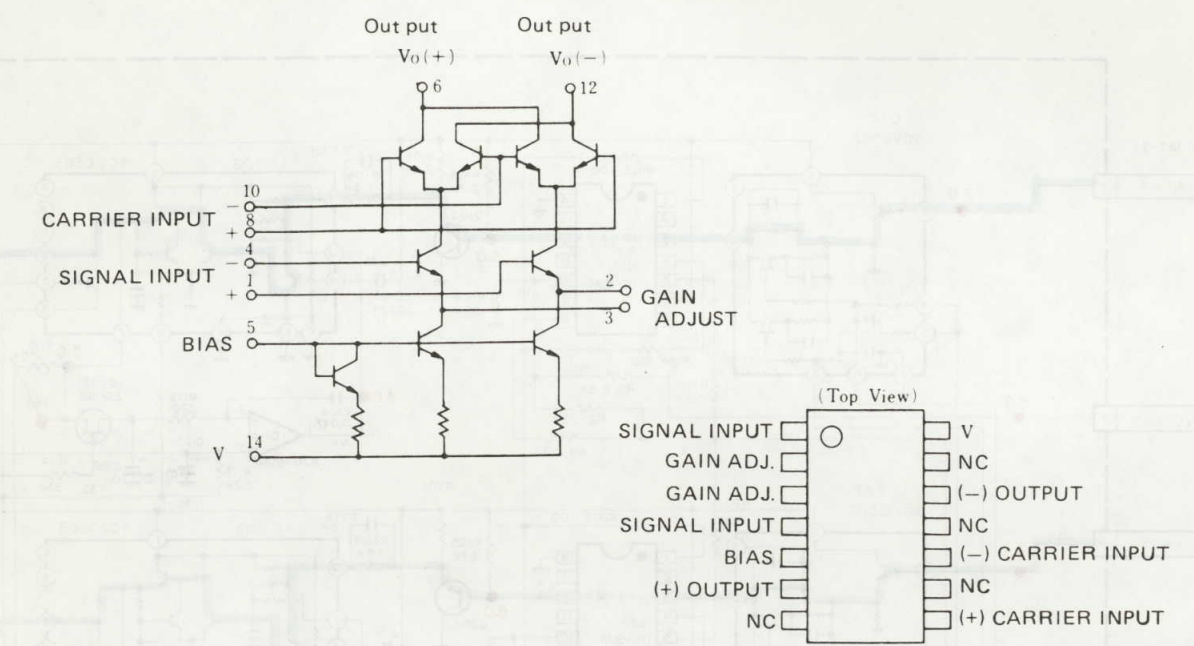 Out put Out put
Vo(+) Vo(−)
6 12
10
−
CARRIER INPUT 8
+
4
−
SIGNAL INPUT 1
+
2
GAIN
ADJUST
3
5
BIAS
14
V
(Top View)
SIGNAL INPUT V
GAIN ADJ. NC
GAIN ADJ. (−) OUTPUT
SIGNAL INPUT NC
BIAS (−) CARRIER INPUT
(+) OUTPUT NC
NC (+) CARRIER INPUT